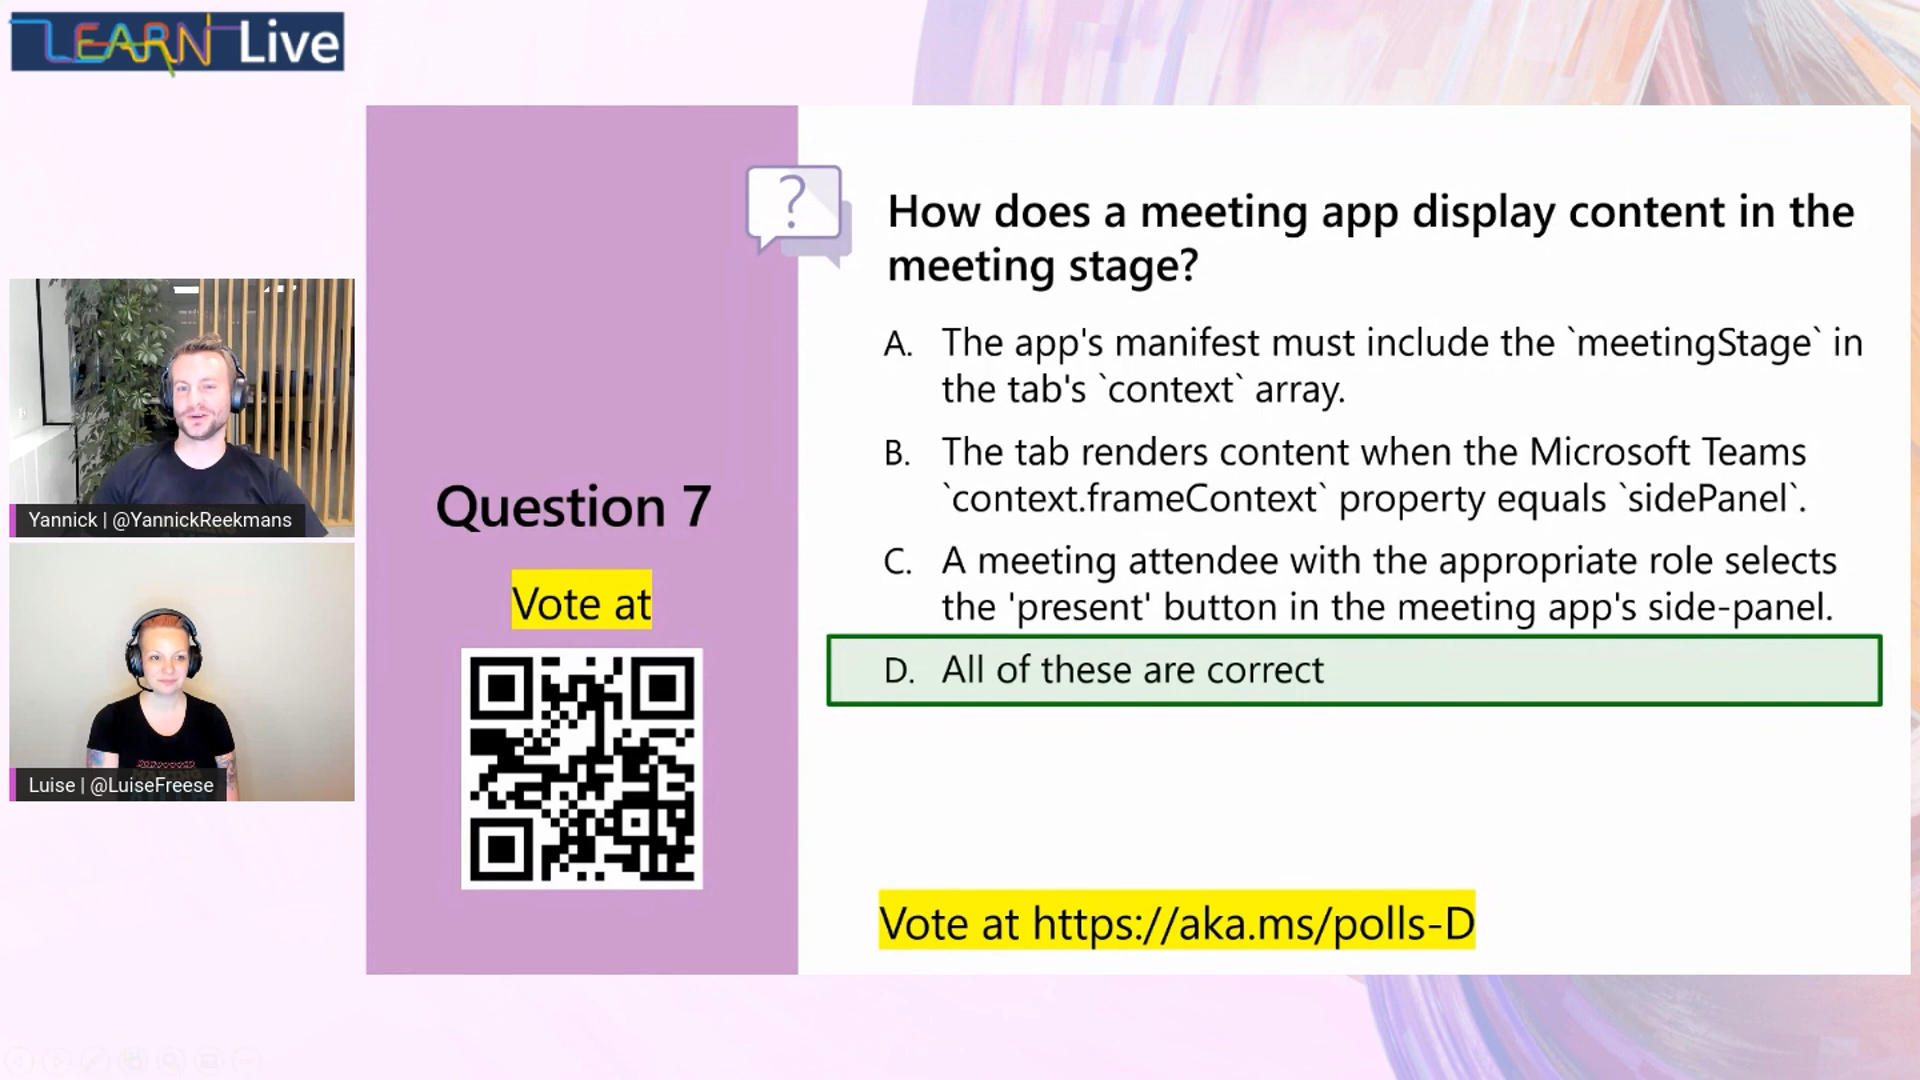 LEARN Live
How does a meeting app display content in the
meeting stage?
A. The app's manifest must include the `meetingStage` in
the tab's `context` array.
B. The tab renders content when the Microsoft Teams
`context.frameContext` property equals `sidePanel`.
C. A meeting attendee with the appropriate role selects
the 'present' button in the meeting app's side-panel.
D. All of these are correct
Question 7
Vote at
Vote at https://aka.ms/polls-D
Yannick | @YannickReekmans
Luise | @LuiseFreese
?